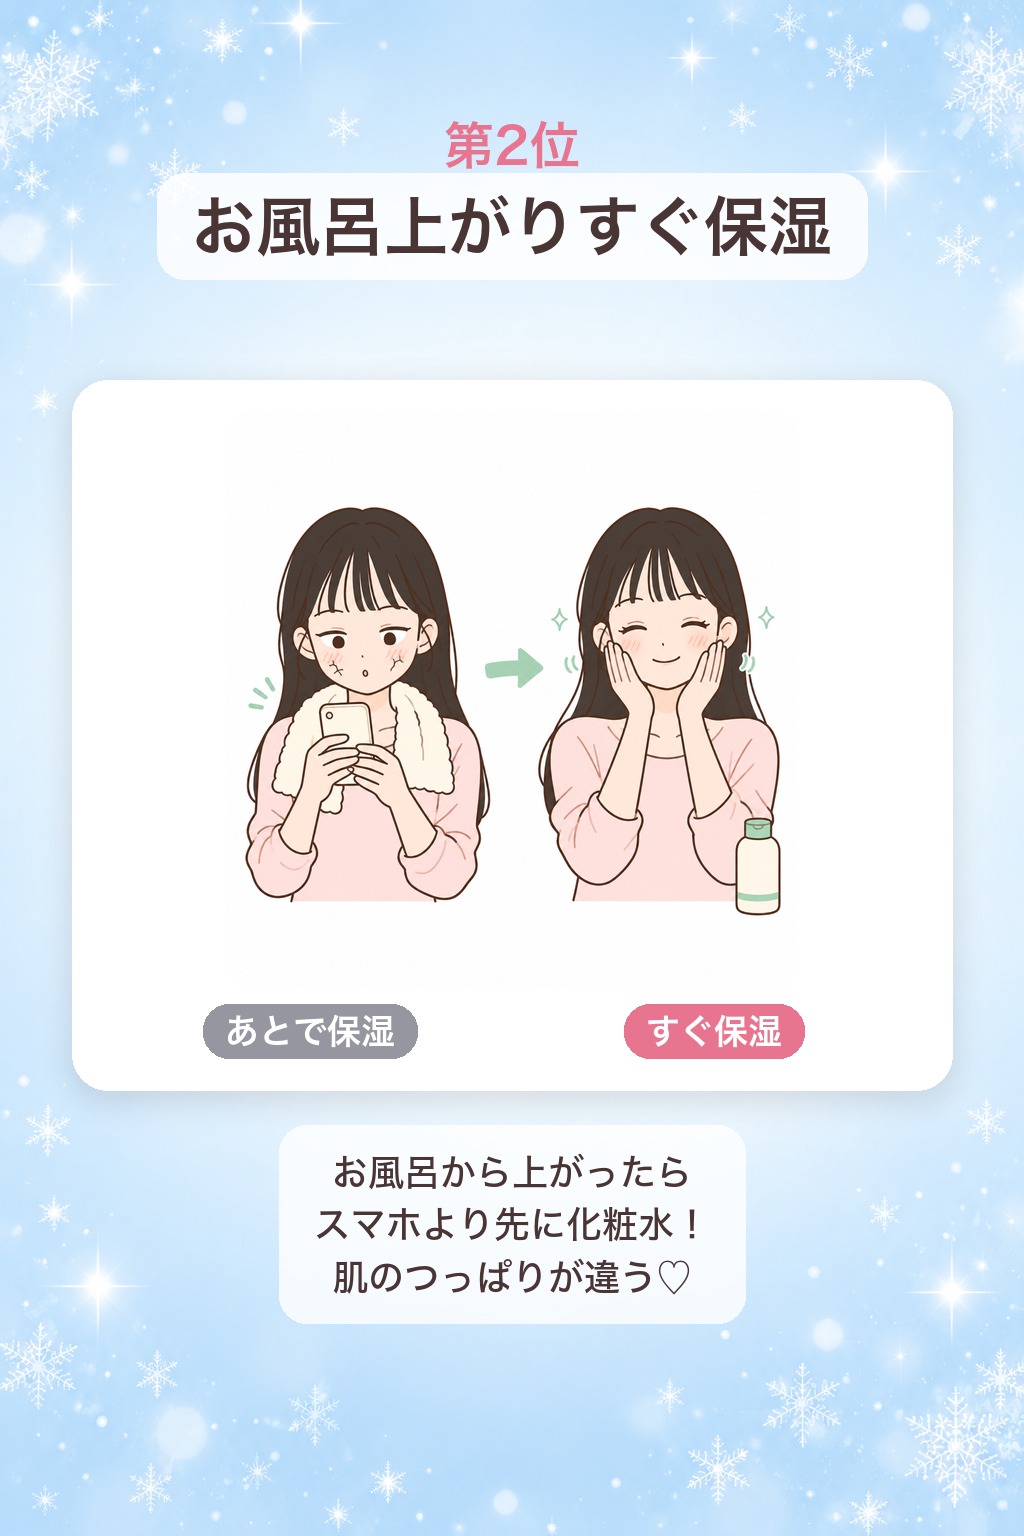 第2位
お風呂上がりすぐ保湿
あとで保湿
すぐ保湿
お風呂から上がったら
スマホより先に化粧水！
肌のつっぱりが違う♡